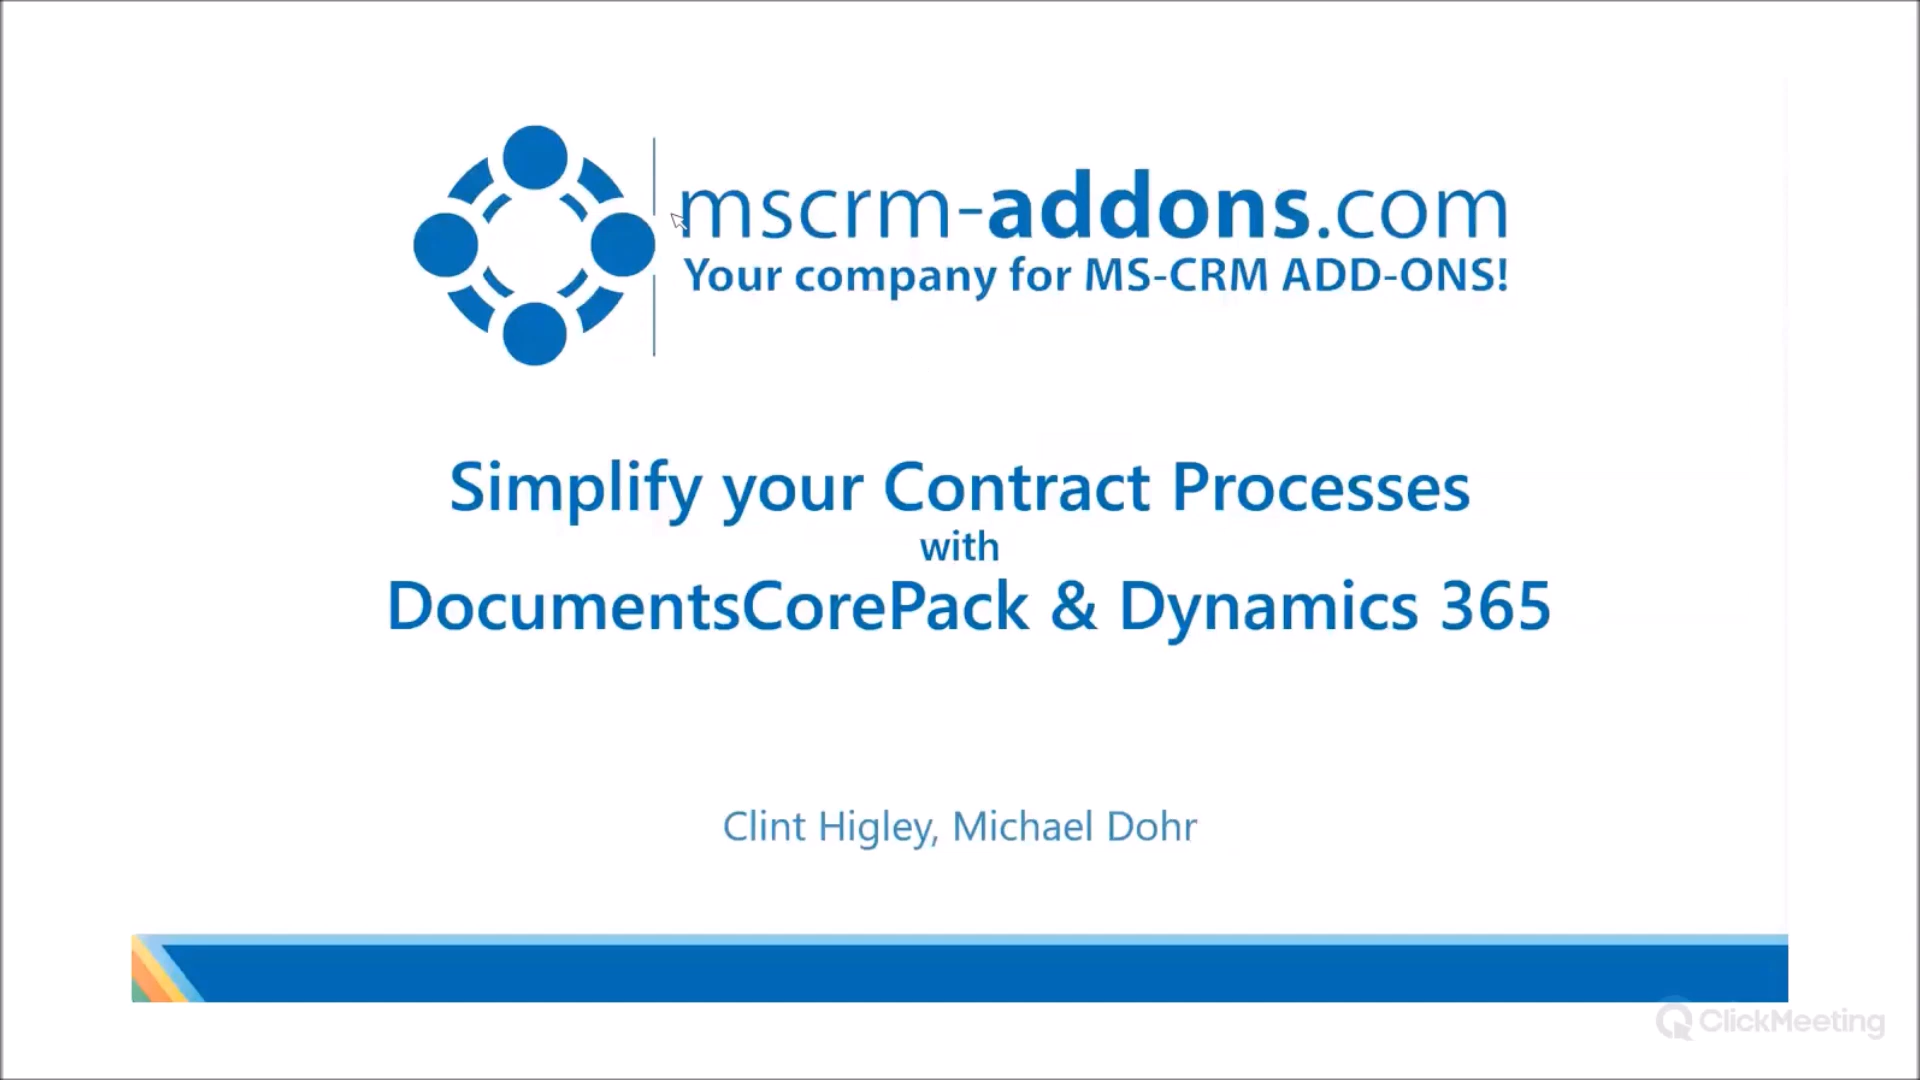 mscrm-addons.com
Your company for MS-CRM ADD-ONS!
Simplify your Contract Processes
with
DocumentsCorePack & Dynamics 365
Clint Higley, Michael Dohr
ClickMeeting